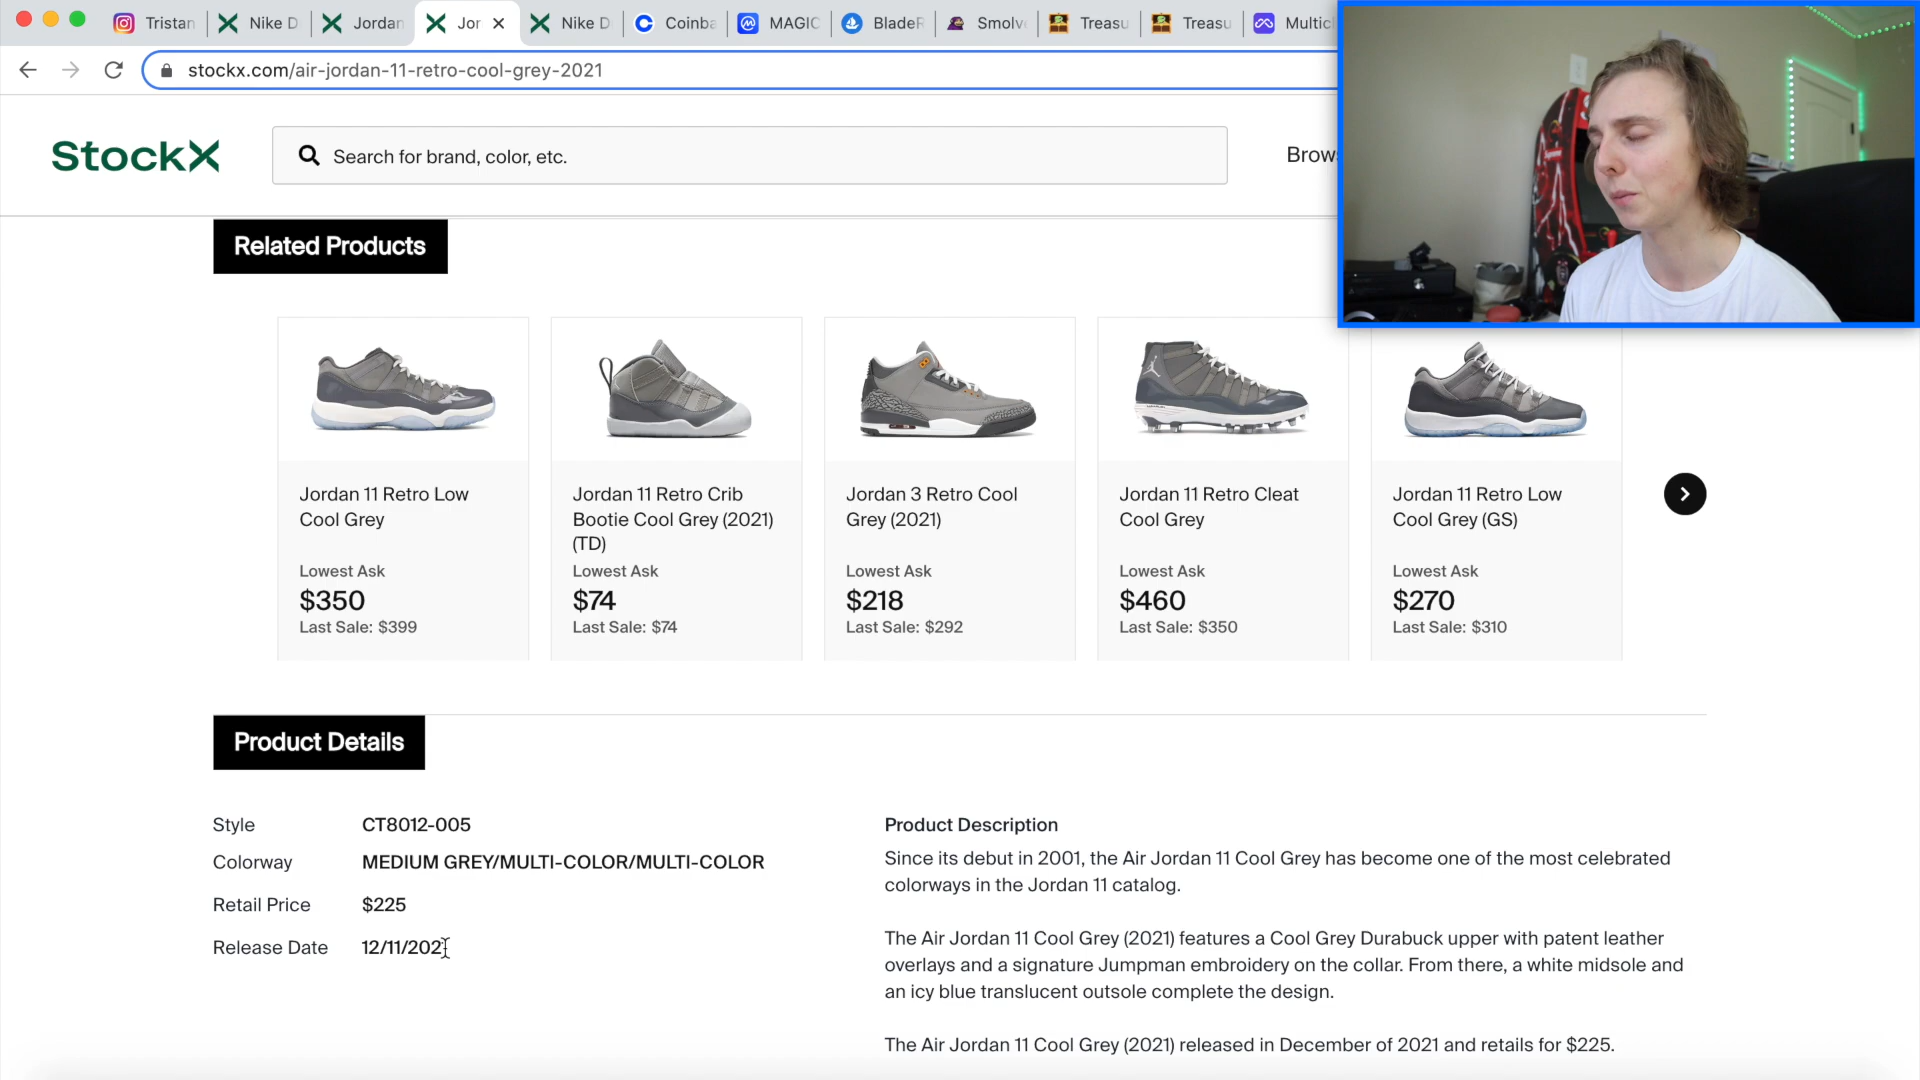 Tristan
Nike D
Jordan
Jor
Nike D
Coinba
MAGIC
BladeR
Smolv
Treasu
Treasu
Multic
stockx.com/air-jordan-11-retro-cool-grey-2021
StockX
Search for brand, color, etc.
Brows
Related Products
Jordan 11 Retro Low
Cool Grey
Lowest Ask
$350
Last Sale: $399
Jordan 11 Retro Crib
Bootie Cool Grey (2021)
(TD)
Lowest Ask
$74
Last Sale: $74
Jordan 3 Retro Cool
Grey (2021)
Lowest Ask
$218
Last Sale: $292
Jordan 11 Retro Cleat
Cool Grey
Lowest Ask
$460
Last Sale: $350
Jordan 11 Retro Low
Cool Grey (GS)
Lowest Ask
$270
Last Sale: $310
Product Details
Style CT8012-005
Colorway MEDIUM GREY/MULTI-COLOR/MULTI-COLOR
Retail Price $225
Release Date 12/11/2021
Product Description
Since its debut in 2001, the Air Jordan 11 Cool Grey has become one of the most celebrated
colorways in the Jordan 11 catalog.
The Air Jordan 11 Cool Grey (2021) features a Cool Grey Durabuck upper with patent leather
overlays and a signature Jumpman embroidery on the collar. From there, a white midsole and
an icy blue translucent outsole complete the design.
The Air Jordan 11 Cool Grey (2021) released in December of 2021 and retails for $225.